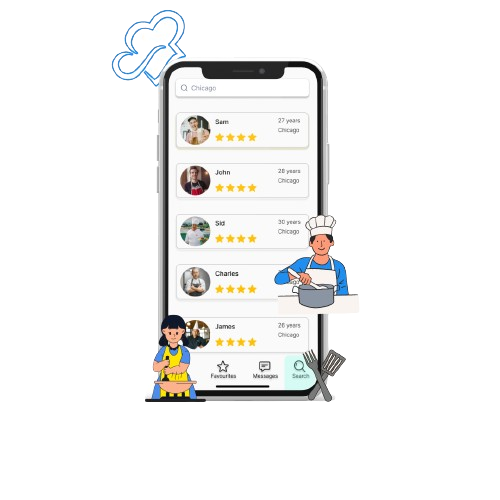 Chicago
Sam
27 years
Chicago
John
28 years
Chicago
Sid
30 years
Chicago
Charles
James
26 years
Chicago
Favourites
Messages
Search